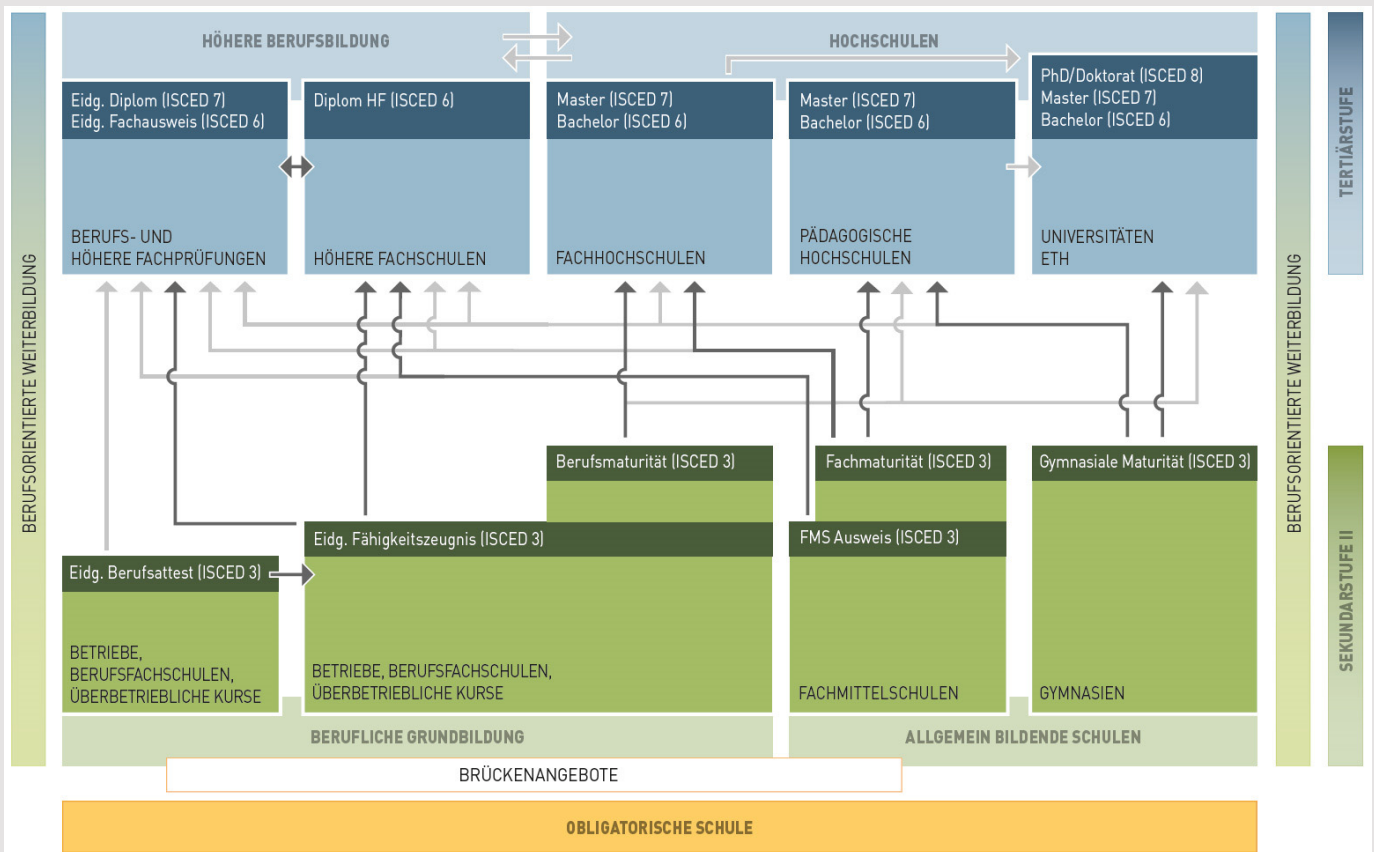 HÖHERE BERUFSBILDUNG
HOCHSCHULEN
Eidg. Diplom (ISCED 7)
Eidg. Fachausweis (ISCED 6)
BERUFS- UND
HÖHERE FACHPRÜFUNGEN
Diplom HF (ISCED 6)
HÖHERE FACHSCHULEN
Master (ISCED 7)
Bachelor (ISCED 6)
FACHHOCHSCHULEN
Master (ISCED 7)
Bachelor (ISCED 6)
PÄDAGOGISCHE
HOCHSCHULEN
PhD/Doktorat (ISCED 8)
Master (ISCED 7)
Bachelor (ISCED 6)
UNIVERSITÄTEN
ETH
TERTIÄRSTUFE
BERUFSORIENTIERTE WEITERBILDUNG
BERUFSORIENTIERTE WEITERBILDUNG
Berufsmaturität (ISCED 3)
Fachmaturität (ISCED 3)
Gymnasiale Maturität (ISCED 3)
Eidg. Fähigkeitszeugnis (ISCED 3)
FMS Ausweis (ISCED 3)
Eidg. Berufsattest (ISCED 3)
BETRIEBE,
BERUFSFACHSCHULEN,
ÜBERBETRIEBLICHE KURSE
BETRIEBE, BERUFSFACHSCHULEN,
ÜBERBETRIEBLICHE KURSE
FACHMITTELSCHULEN
GYMNASIEN
SEKUNDARSTUFE II
BERUFLICHE GRUNDBILDUNG
ALLGEMEIN BILDENDE SCHULEN
BRÜCKENANGEBOTE
OBLIGATORISCHE SCHULE